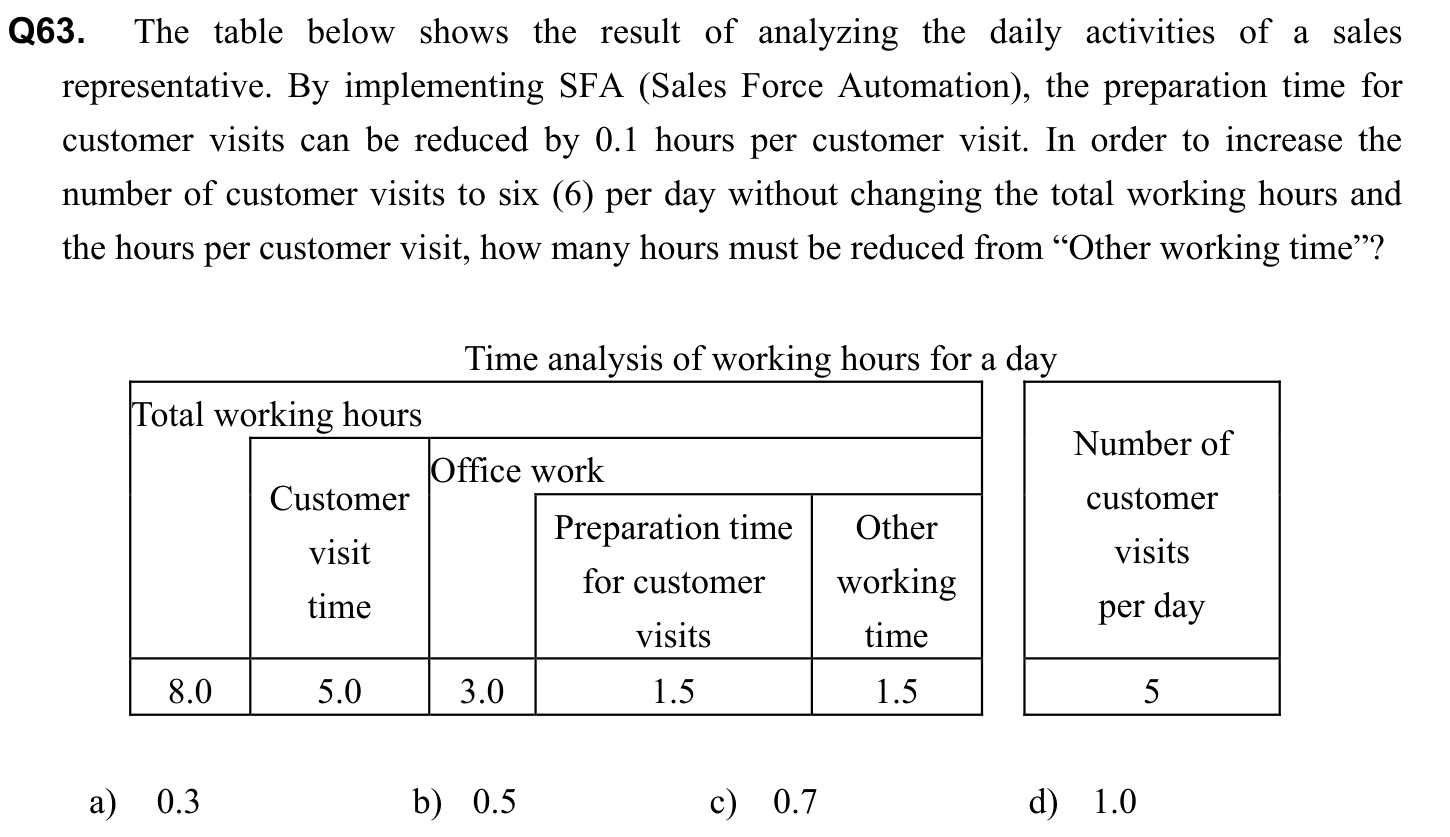 Q63. The table below shows the result of analyzing the daily activities of a sales
representative. By implementing SFA (Sales Force Automation), the preparation time for
customer visits can be reduced by 0.1 hours per customer visit. In order to increase the
number of customer visits to six (6) per day without changing the total working hours and
the hours per customer visit, how many hours must be reduced from “Other working time”?
Time analysis of working hours for a day
Total working hours
Customer
visit
time
Office work
Preparation time
for customer
visits
Other
working
time
Number of
customer
visits
per day
8.0 5.0 3.0 1.5 1.5 5
a) 0.3 b) 0.5 c) 0.7 d) 1.0